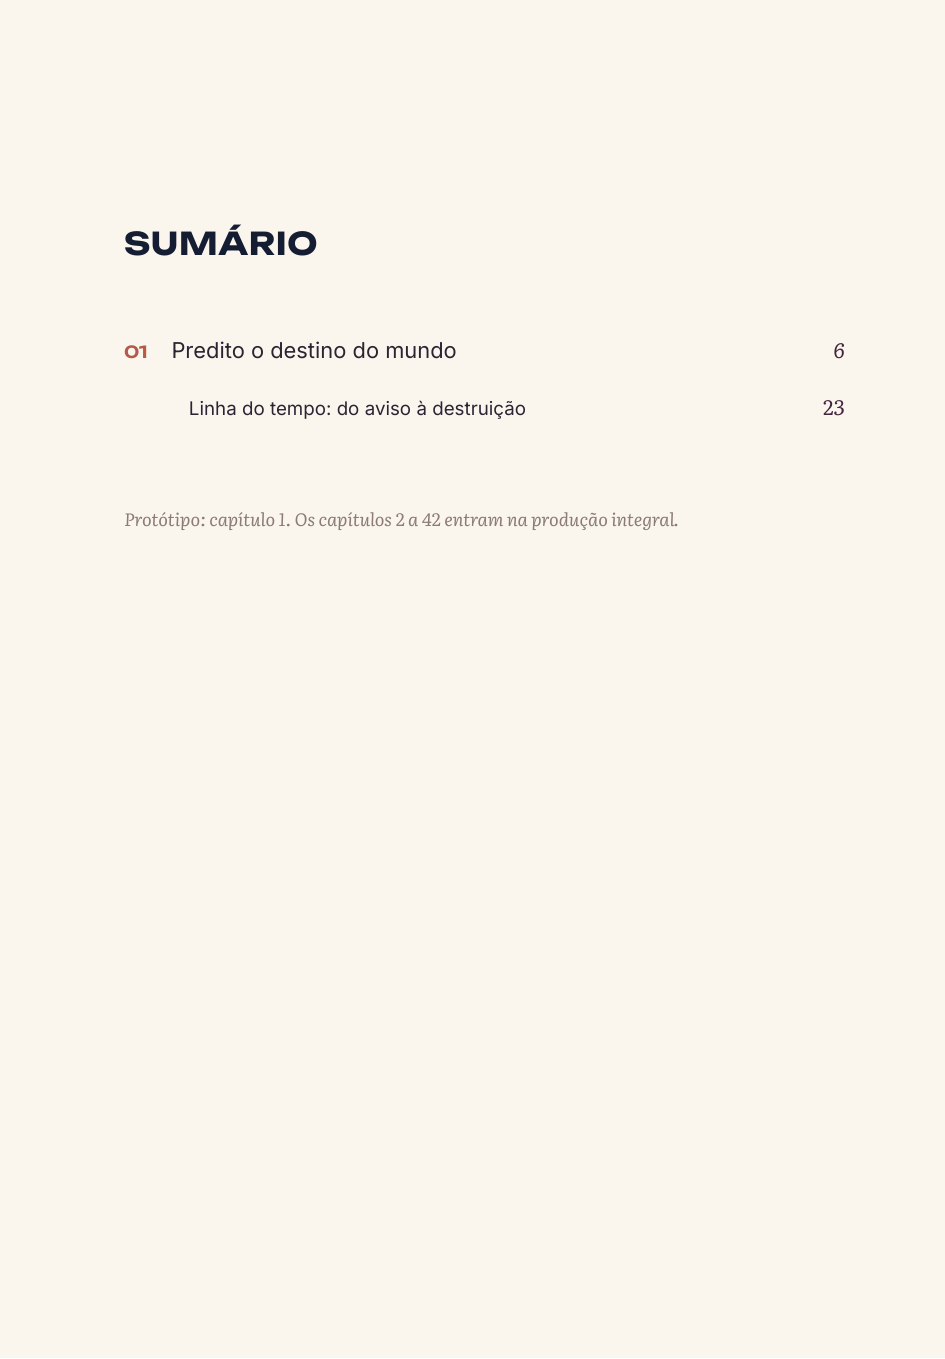 SUMÁRIO
01 Predito o destino do mundo 6
Linha do tempo: do aviso à destruição 23
Protótipo: capítulo 1. Os capítulos 2 a 42 entram na produção integral.